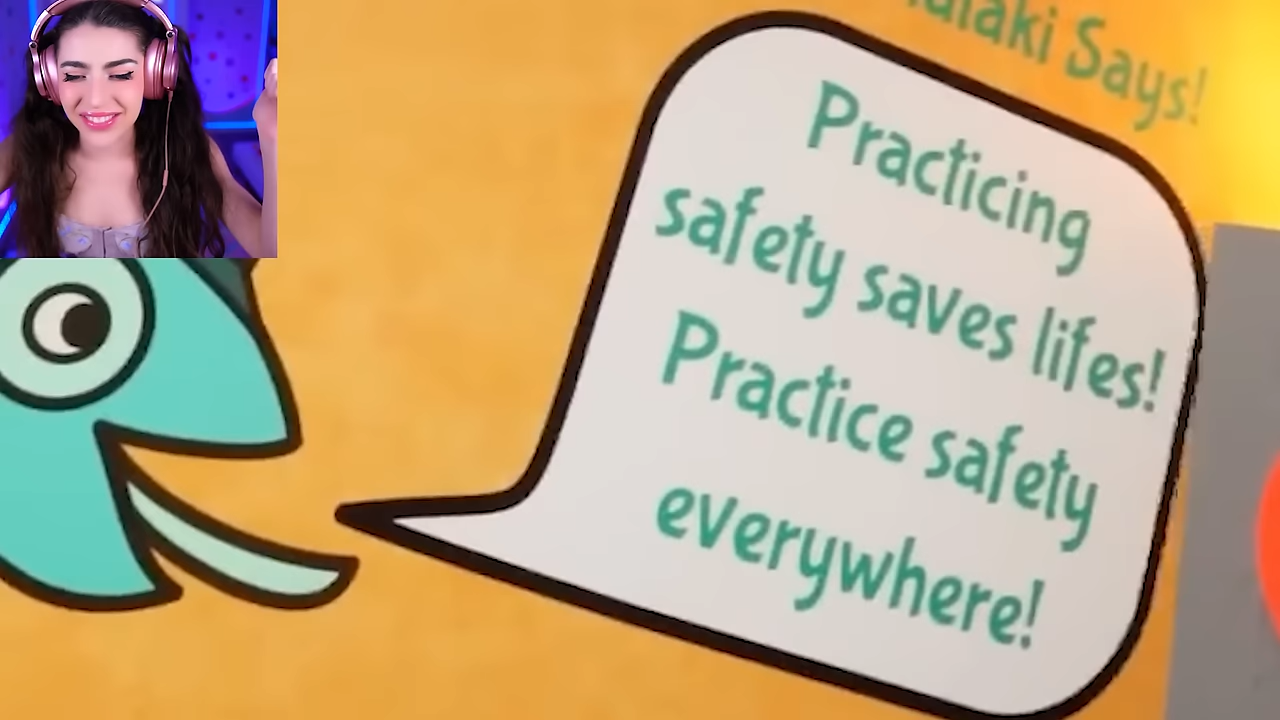 Says!
Practicing
safety saves lifes!
Practice safety
everywhere!